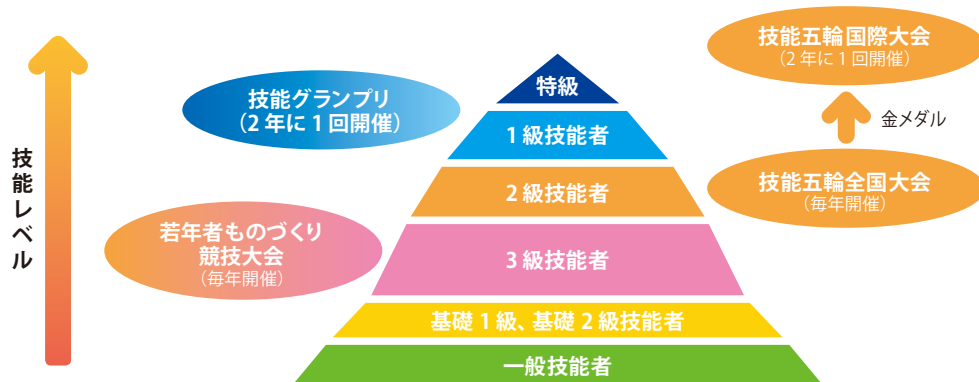 技能レベル
技能グランプリ
（2年に1回開催）
若年者ものづくり
競技大会
（毎年開催）
特級
1級技能者
2級技能者
3級技能者
基礎1級、基礎2級技能者
一般技能者
技能五輪国際大会
（2年に1回開催）
金メダル
技能五輪全国大会
（毎年開催）